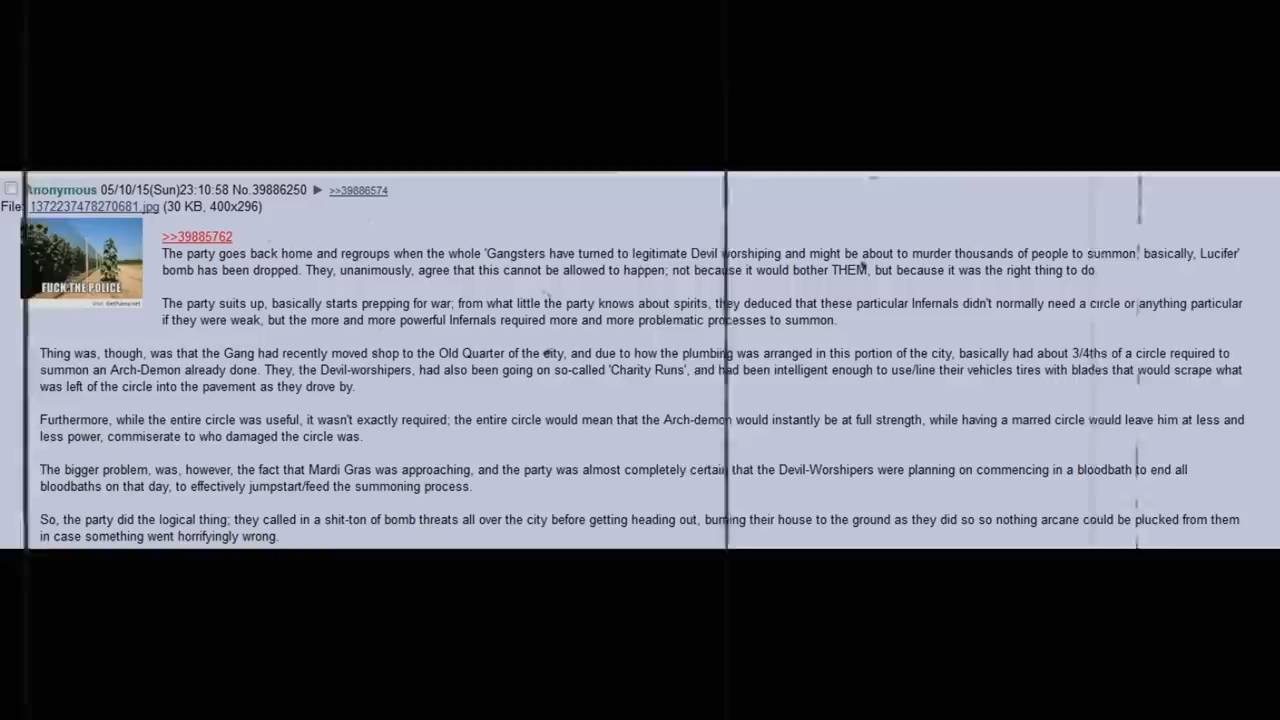 Anonymous 05/10/15(Sun)23:10:58 No.39886250 ▶ >>39886574
File: 1372237478270681.jpg (30 KB, 400x296)
FUCK THE POLICE
>>39885762
The party goes back home and regroups when the whole 'Gangsters have turned to legitimate Devil worshiping and might be about to murder thousands of people to summon, basically, Lucifer'
bomb has been dropped. They, unanimously, agree that this cannot be allowed to happen; not because it would bother THEM, but because it was the right thing to do
The party suits up, basically starts prepping for war; from what little the party knows about spirits, they deduced that these particular Infernals didn't normally need a circle or anything particular
if they were weak, but the more and more powerful Infernals required more and more problematic processes to summon.
Thing was, though, was that the Gang had recently moved shop to the Old Quarter of the city, and due to how the plumbing was arranged in this portion of the city, basically had about 3/4ths of a circle required to
summon an Arch-Demon already done. They, the Devil-worshipers, had also been going on so-called 'Charity Runs', and had been intelligent enough to use/line their vehicles tires with blades that would scrape what
was left of the circle into the pavement as they drove by.
Furthermore, while the entire circle was useful, it wasn't exactly required; the entire circle would mean that the Arch-demon would instantly be at full strength, while having a marred circle would leave him at less and
less power, commiserate to who damaged the circle was.
The bigger problem, was, however, the fact that Mardi Gras was approaching, and the party was almost completely certain that the Devil-Worshipers were planning on commencing in a bloodbath to end all
bloodbaths on that day, to effectively jumpstart/feed the summoning process.
So, the party did the logical thing; they called in a shit-ton of bomb threats all over the city before getting heading out, burning their house to the ground as they did so so nothing arcane could be plucked from them
in case something went horrifyingly wrong.